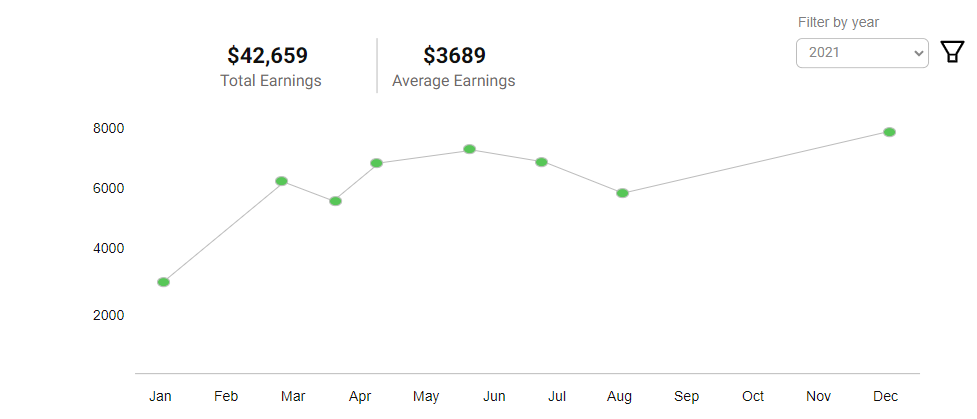 Filter by year
2021
$42,659
Total Earnings
$3689
Average Earnings
8000
6000
4000
2000
Jan Feb Mar Apr May Jun Jul Aug Sep Oct Nov Dec